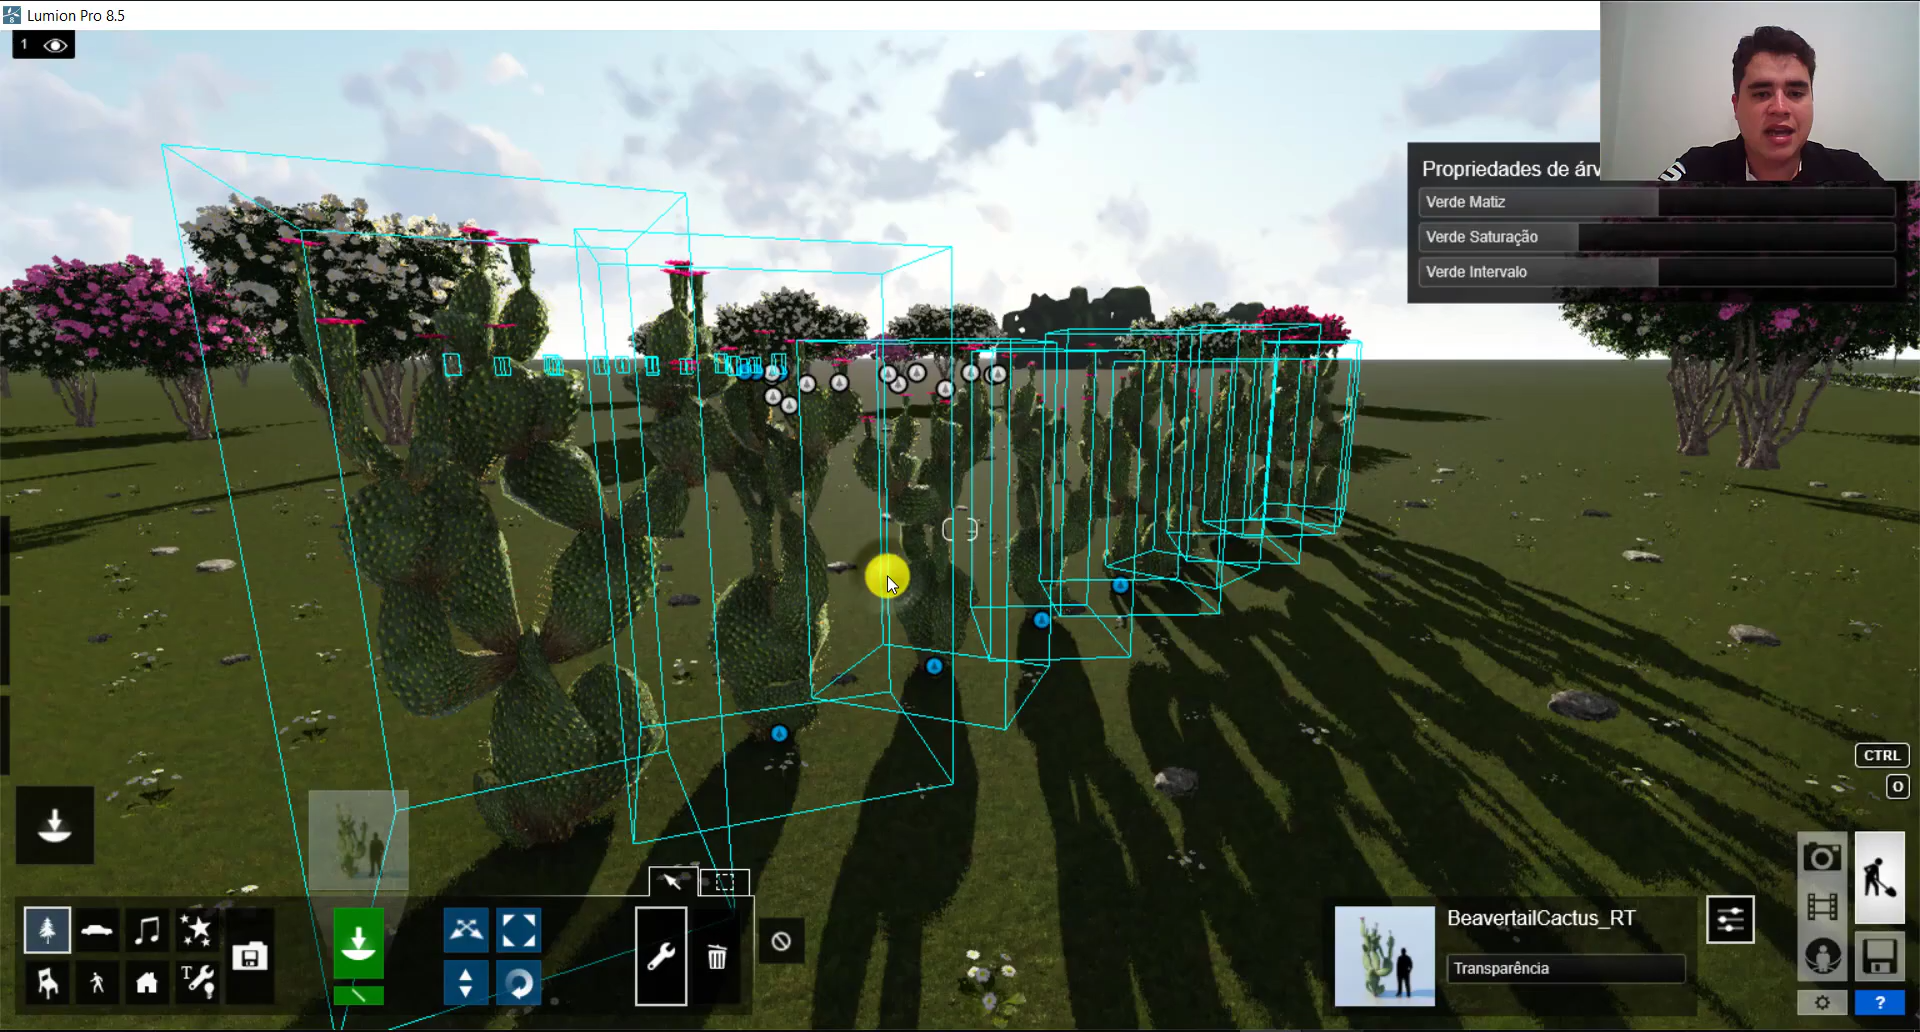 Lumion Pro 8.5
1
Propriedades de árv
Verde Matiz
Verde Saturação
Verde Intervalo
CTRL
O
BeavertailCactus_RT
Transparência
T
?